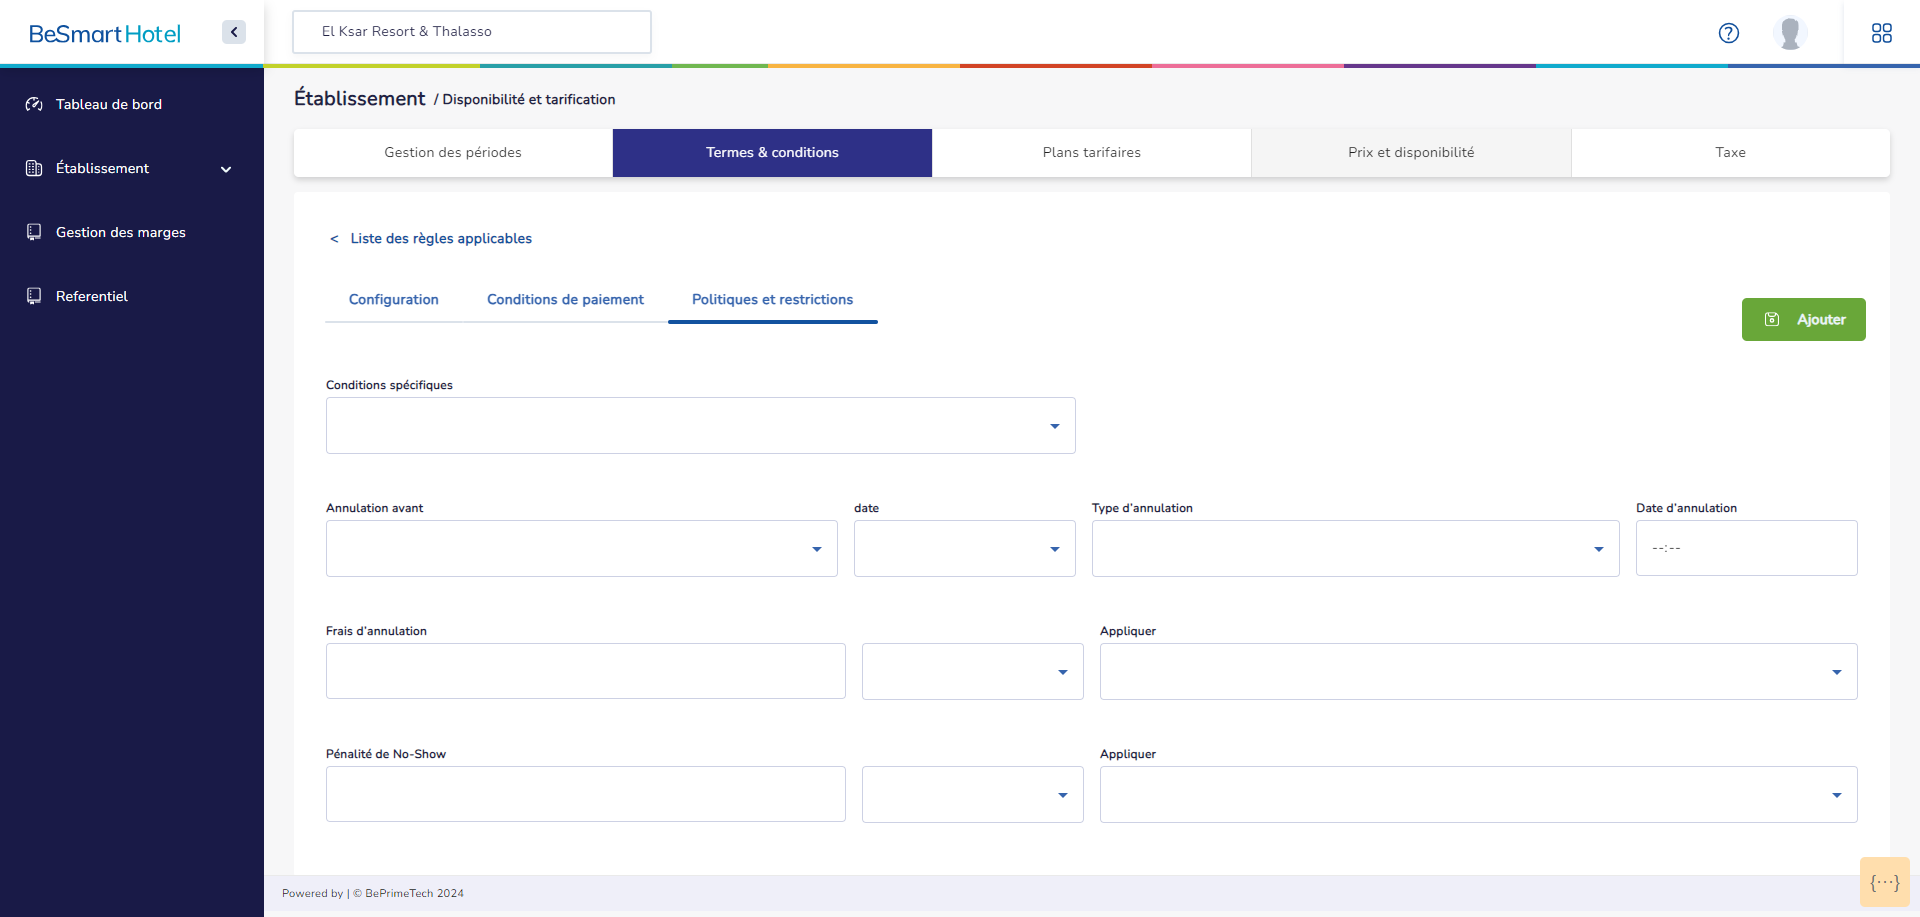 BeSmart Hotel
El Ksar Resort & Thalasso
Tableau de bord
Établissement
Gestion des marges
Referentiel
Établissement / Disponibilité et tarification
Gestion des périodes
Termes & conditions
Plans tarifaires
Prix et disponibilité
Taxe
< Liste des règles applicables
Configuration
Conditions de paiement
Politiques et restrictions
Ajouter
Conditions spécifiques
Annulation avant
date
Type d'annulation
Date d'annulation
--:--
Frais d'annulation
Appliquer
Pénalité de No-Show
Appliquer
Powered by | © BePrimeTech 2024
{···}